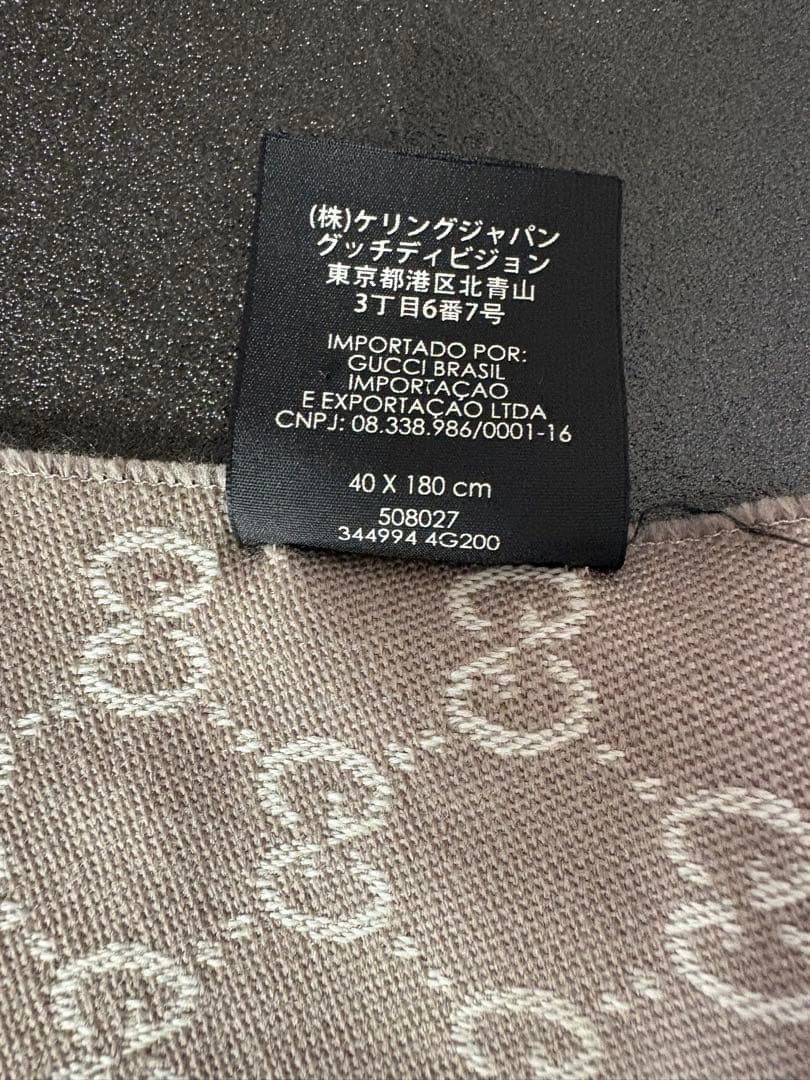 (株)ケリングジャパン
グッチディビジョン
東京都港区北青山
3丁目6番7号
IMPORTADO POR:
GUCCI BRASIL
IMPORTAÇAO
E EXPORTAÇAO LTDA
CNPJ: 08.338.986/0001-16
40 X 180 cm
508027
344994 4G200